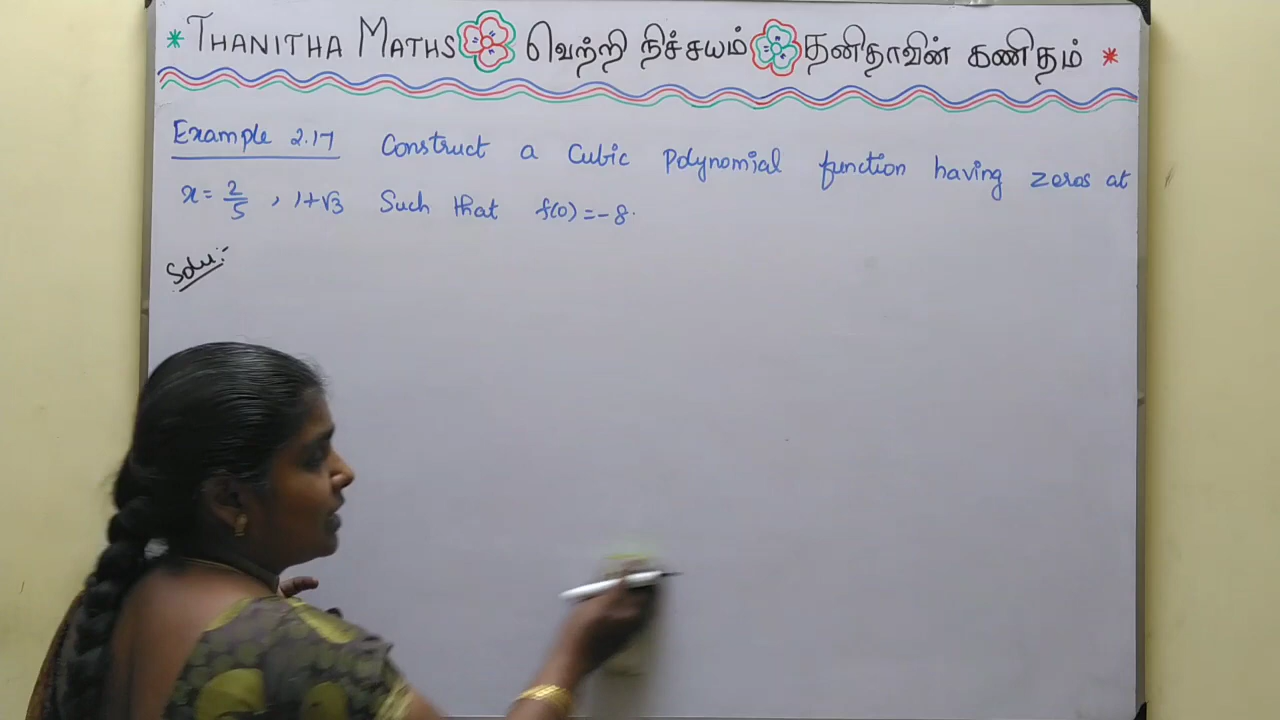 * THANITHA MATHS வெற்றி நிச்சயம் தனிதாவின் கணிதம் *
Example 2.17 Construct a Cubic Polynomial function having zeros at
x = 2/5 , 1+√3 Such that f(0) = -8.
Solu:-